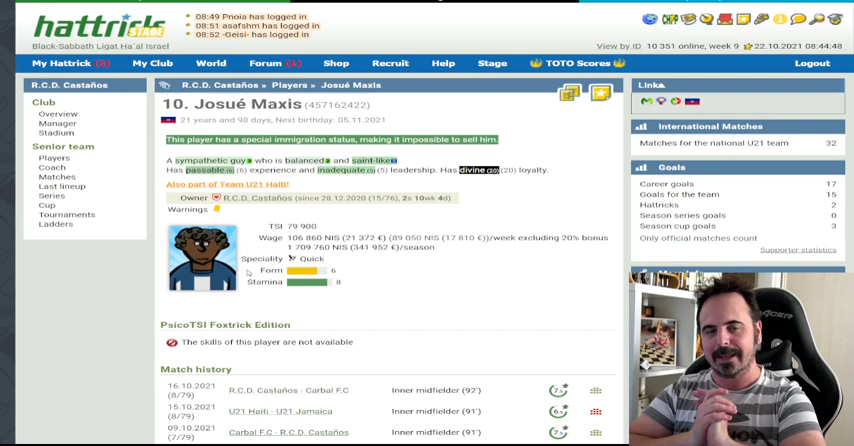 hattrick
STAGE
Black-Sabbath Ligat Ha'al Israel
08:49 Pnoia has logged in
08:51 asafshm has logged in
08:52 -Geisi- has logged in
CHPP
View by ID 10 351 online, week 9 22.10.2021 08:44:48
My Hattrick (8) My Club World Forum (1) Shop Recruit Help Stage TOTO Scores Logout
R.C.D. Castaños
Club
Overview
Manager
Stadium
Senior team
Players
Coach
Matches
Last lineup
Series
Cup
Tournaments
Ladders
R.C.D. Castaños » Players » Josué Maxis
10. Josué Maxis (457162422)
21 years and 98 days, Next birthday: 05.11.2021
This player has a special immigration status, making it impossible to sell him.
A sympathetic guy who is balanced and saint-like
Has passable (6) experience and inadequate (5) leadership. Has divine (20) loyalty.
Also part of Team U21 Haiti!
Owner R.C.D. Castaños (since 28.12.2020 (15/76), 2s 10wk 4d)
Warnings
TSI 79 900
Wage 106 860 NIS (21 372 €) (89 050 NIS (17 810 €))/week excluding 20% bonus
1 709 760 NIS (341 952 €)/season
Speciality Quick
Form 6
Stamina 8
PsicoTSI Foxtrick Edition
The skills of this player are not available
Match history
16.10.2021 (8/79) R.C.D. Castaños - Carbal F.C Inner midfielder (92')
15.10.2021 (8/79) U21 Haiti - U21 Jamaica Inner midfielder (91')
09.10.2021 (7/79) Carbal F.C - R.C.D. Castaños Inner midfielder (91')
Links
International Matches
Matches for the national U21 team 32
Goals
Career goals 17
Goals for the team 15
Hattricks 2
Season series goals 0
Season cup goals 3
Only official matches count
Supporter statistics
ACER